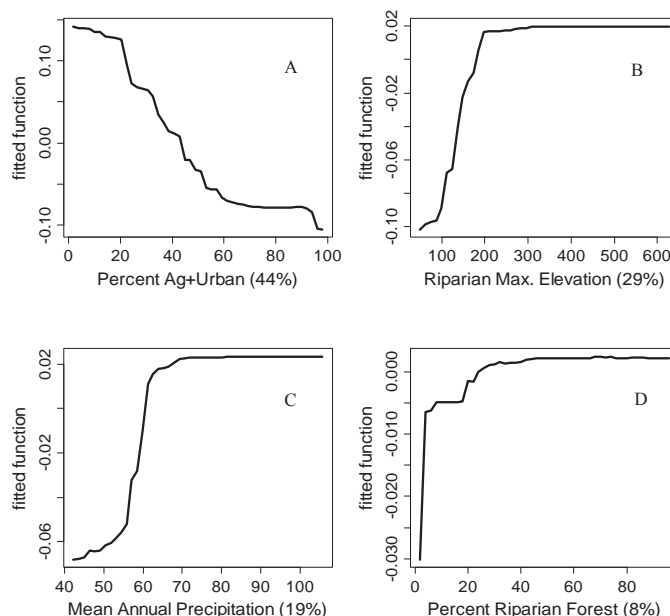 A
fitted function
-0.10 0.00 0.10
0 20 40 60 80 100
Percent Ag+Urban (44%)
B
fitted function
-0.10 -0.06 -0.02 0.02
100 200 300 400 500 600
Riparian Max. Elevation (29%)
C
fitted function
-0.06 -0.02 0.02
40 50 60 70 80 90 100
Mean Annual Precipitation (19%)
D
fitted function
-0.030 -0.020 -0.010 0.000
0 20 40 60 80
Percent Riparian Forest (8%)